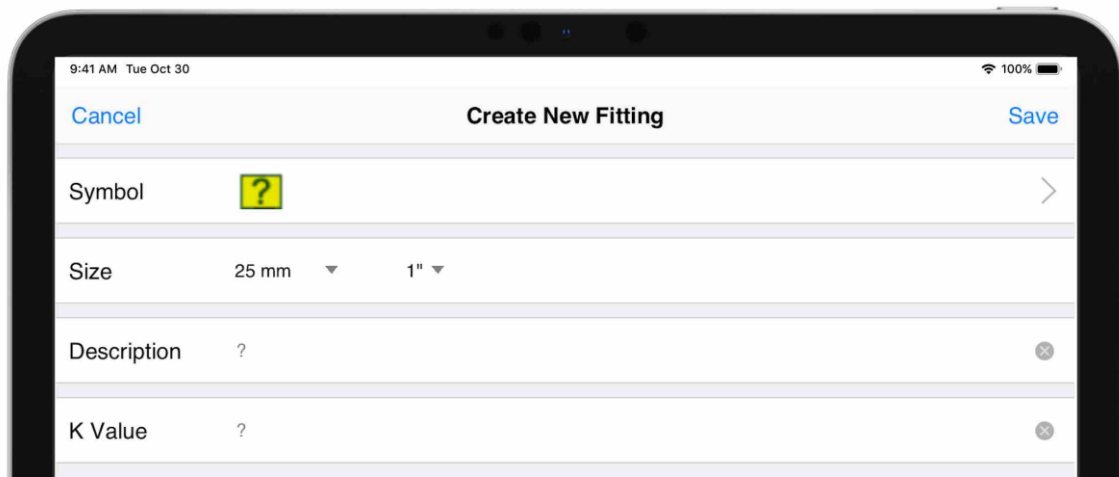 9:41 AM Tue Oct 30 100%
Cancel Create New Fitting Save
Symbol ?
Size 25 mm 1"
Description ?
K Value ?